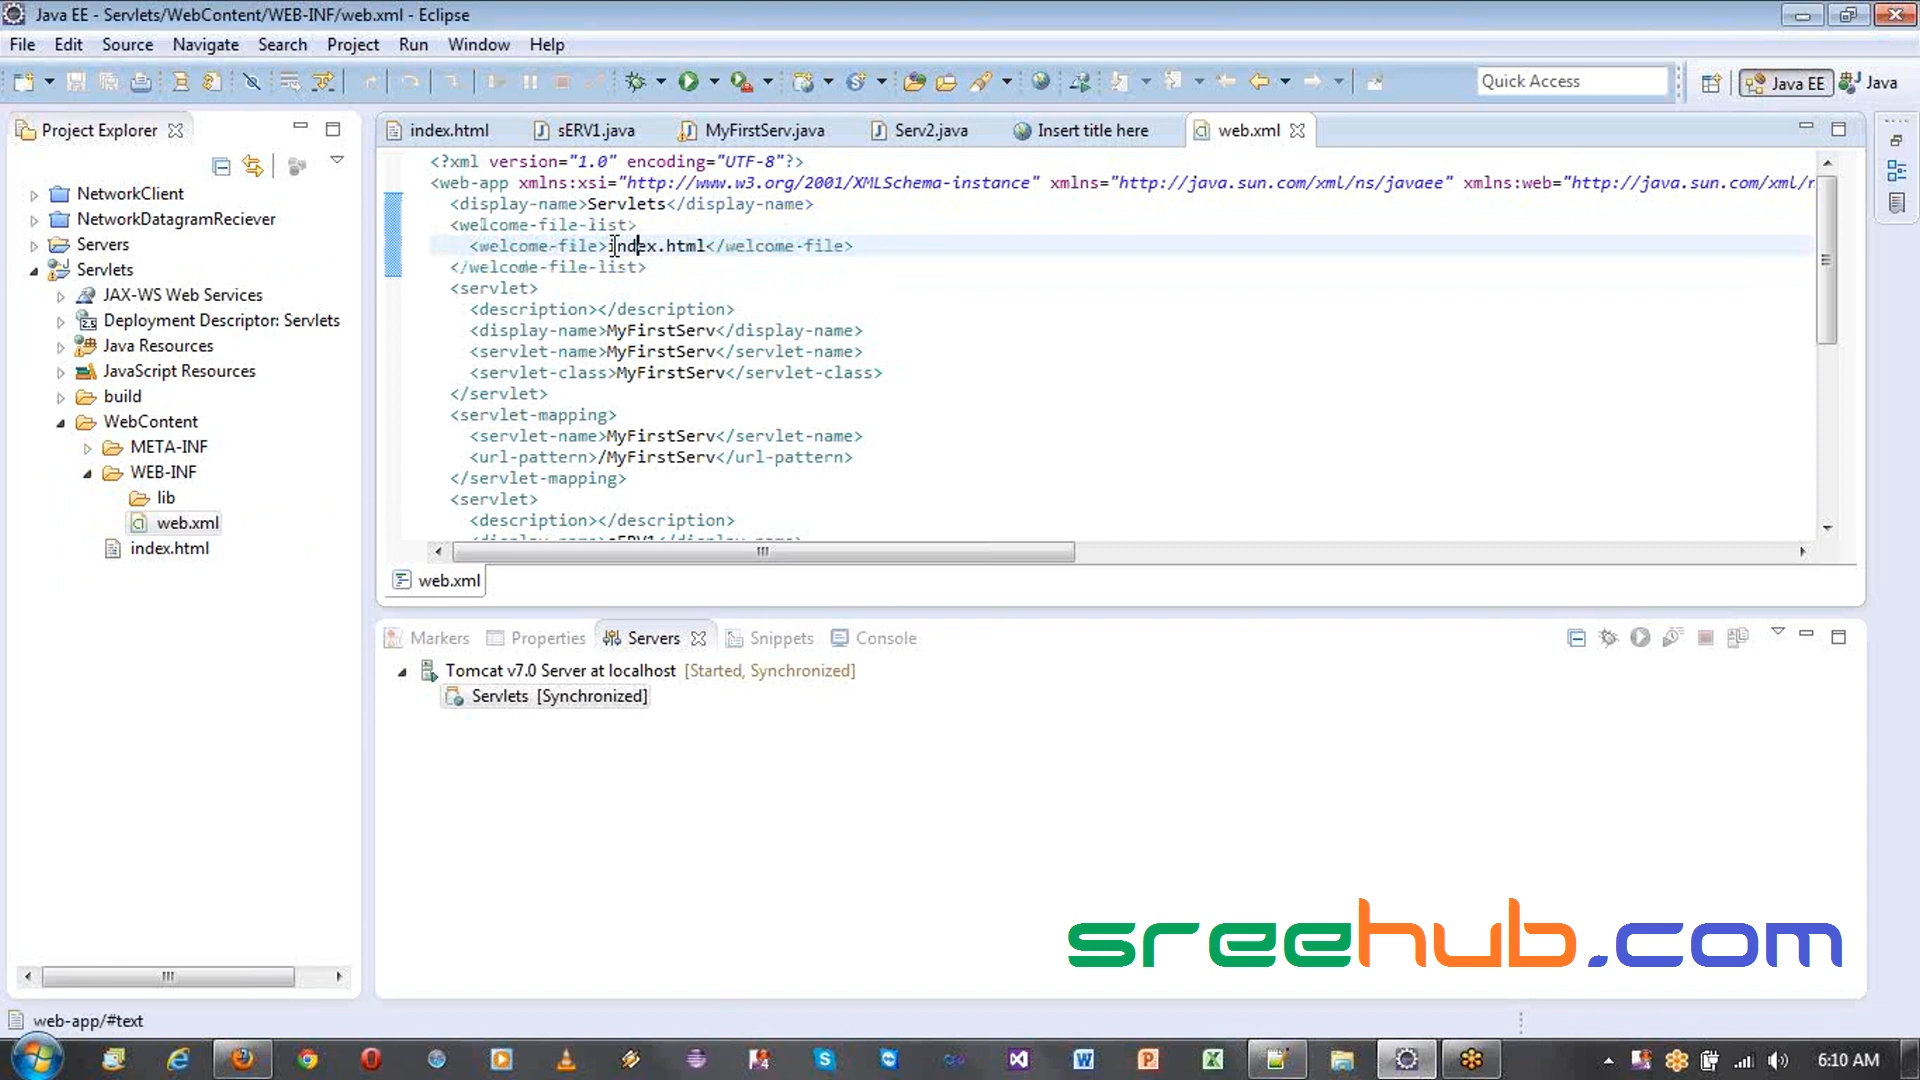 Java EE - Servlets/WebContent/WEB-INF/web.xml - Eclipse
File Edit Source Navigate Search Project Run Window Help
Quick Access
Java EE
Java
Project Explorer
index.html
sERV1.java
MyFirstServ.java
Serv2.java
Insert title here
web.xml
NetworkClient
NetworkDatagramReciever
Servers
Servlets
JAX-WS Web Services
Deployment Descriptor: Servlets
2.5
Java Resources
JavaScript Resources
build
WebContent
META-INF
WEB-INF
lib
web.xml
index.html
<?xml version="1.0" encoding="UTF-8"?>
<web-app xmlns:xsi="http://www.w3.org/2001/XMLSchema-instance" xmlns="http://java.sun.com/xml/ns/javaee" xmlns:web="http://java.sun.com/xml/
<display-name>Servlets</display-name>
<welcome-file-list>
<welcome-file>index.html</welcome-file>
</welcome-file-list>
<servlet>
<description></description>
<display-name>MyFirstServ</display-name>
<servlet-name>MyFirstServ</servlet-name>
<servlet-class>MyFirstServ</servlet-class>
</servlet>
<servlet-mapping>
<servlet-name>MyFirstServ</servlet-name>
<url-pattern>/MyFirstServ</url-pattern>
</servlet-mapping>
<servlet>
<description></description>
<display-name>sERV1</display-name>
web.xml
Markers
Properties
Servers
Snippets
Console
Tomcat v7.0 Server at localhost [Started, Synchronized]
Servlets [Synchronized]
sreehub.com
web-app/#text
6:10 AM